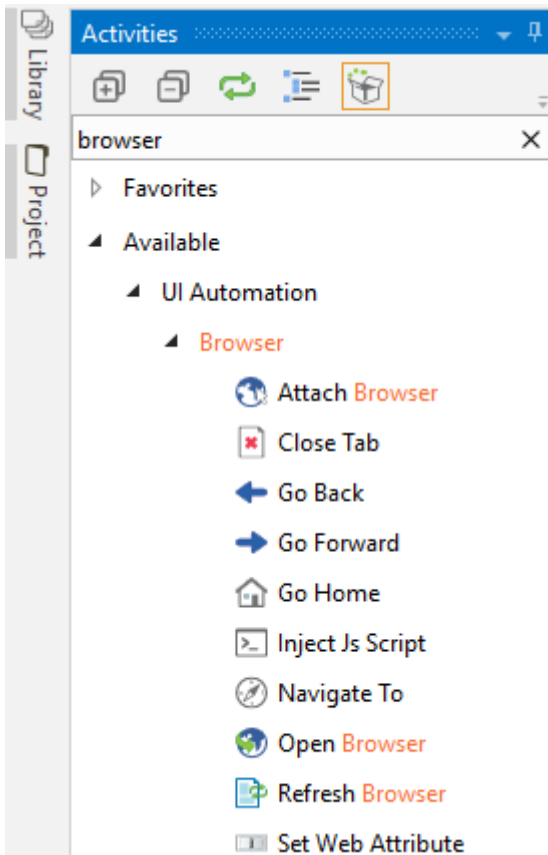 Library
Project
Activities
browser
Favorites
Available
UI Automation
Browser
Attach Browser
Close Tab
Go Back
Go Forward
Go Home
Inject Js Script
Navigate To
Open Browser
Refresh Browser
Set Web Attribute